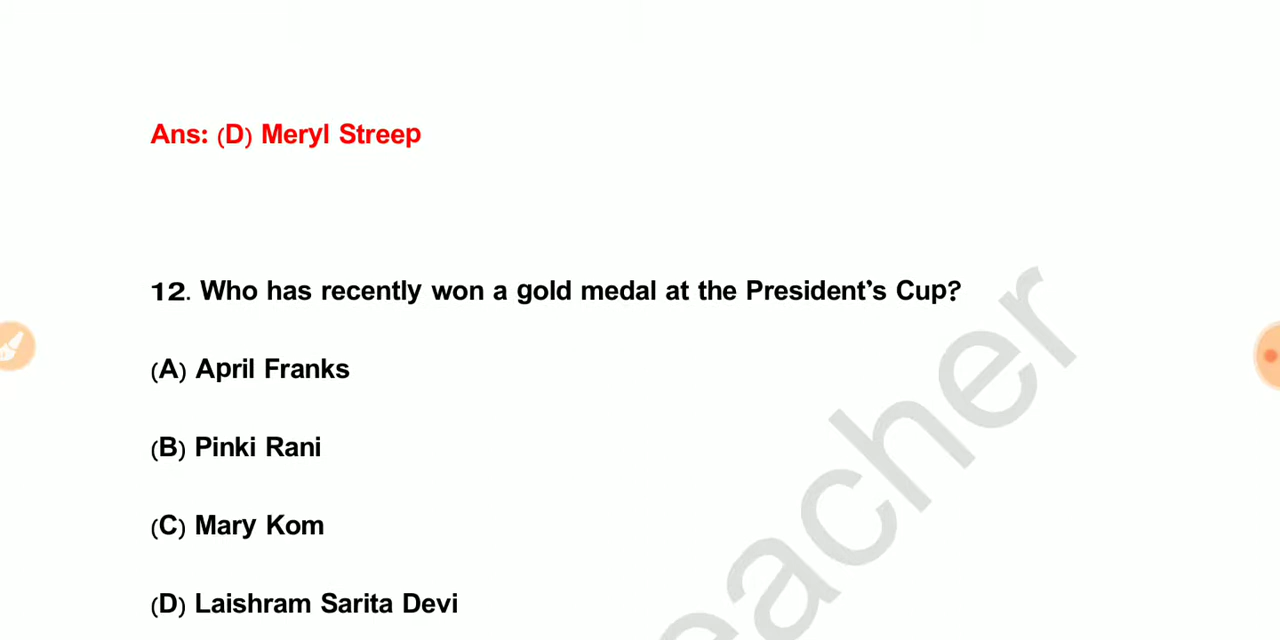 Ans: (D) Meryl Streep
12. Who has recently won a gold medal at the President’s Cup?
(A) April Franks
(B) Pinki Rani
(C) Mary Kom
(D) Laishram Sarita Devi
eacher